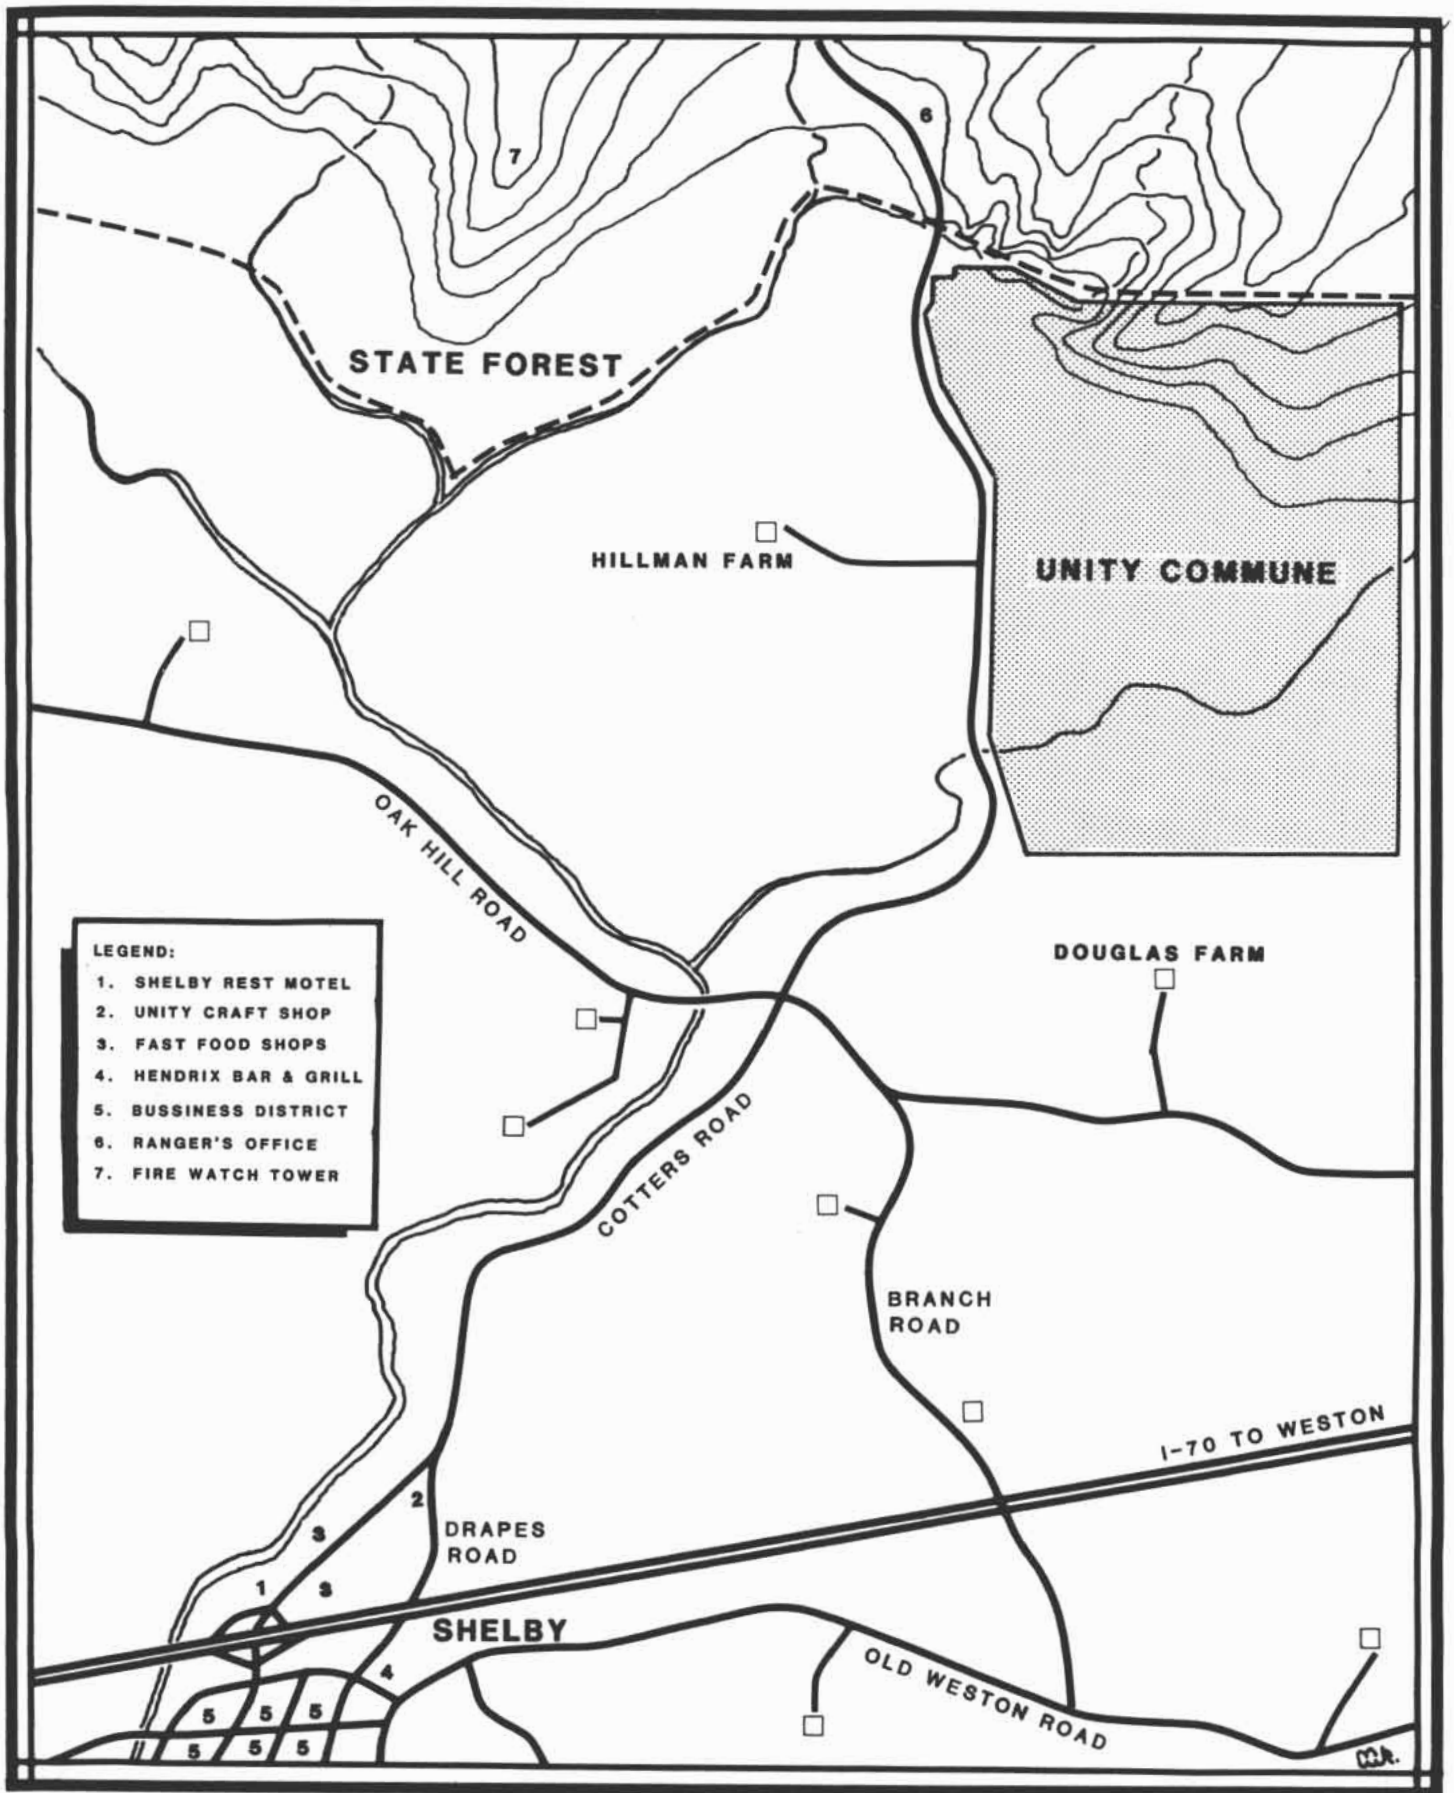 6
7
STATE FOREST
HILLMAN FARM
UNITY COMMUNE
OAK HILL ROAD
LEGEND:
1. SHELBY REST MOTEL
2. UNITY CRAFT SHOP
3. FAST FOOD SHOPS
4. HENDRIX BAR & GRILL
5. BUSSINESS DISTRICT
6. RANGER'S OFFICE
7. FIRE WATCH TOWER
DOUGLAS FARM
COTTERS ROAD
BRANCH
ROAD
I-70 TO WESTON
2
3
DRAPES
ROAD
1
3
SHELBY
4
OLD WESTON ROAD
5 5 5
5 5 5